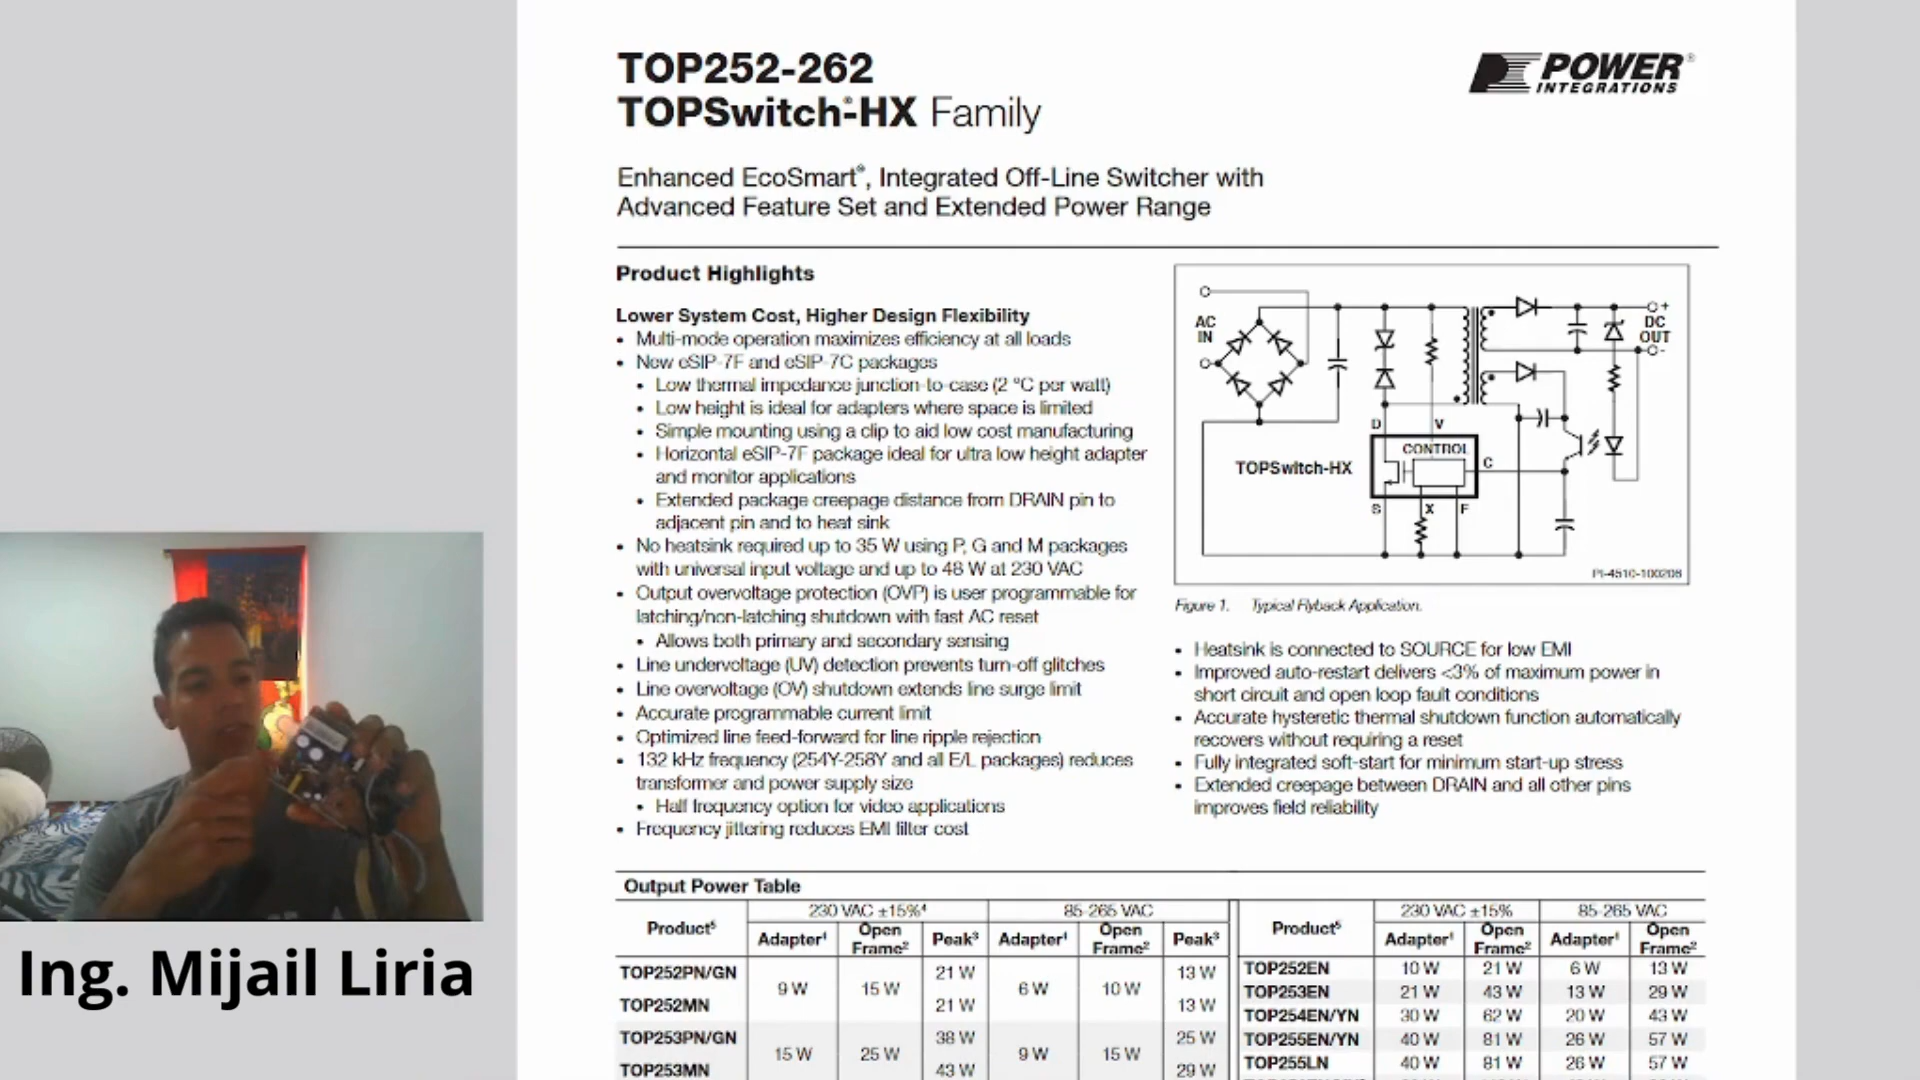 TOP252-262
TOPSwitch®-HX Family
POWER®
INTEGRATIONS
Enhanced EcoSmart®, Integrated Off-Line Switcher with
Advanced Feature Set and Extended Power Range
Product Highlights
Lower System Cost, Higher Design Flexibility
• Multi-mode operation maximizes efficiency at all loads
• New eSIP-7F and eSIP-7C packages
• Low thermal impedance junction-to-case (2 °C per watt)
• Low height is ideal for adapters where space is limited
• Simple mounting using a clip to aid low cost manufacturing
• Horizontal eSIP-7F package ideal for ultra low height adapter
and monitor applications
• Extended package creepage distance from DRAIN pin to
adjacent pin and to heat sink
• No heatsink required up to 35 W using P, G and M packages
with universal input voltage and up to 48 W at 230 VAC
• Output overvoltage protection (OVP) is user programmable for
latching/non-latching shutdown with fast AC reset
• Allows both primary and secondary sensing
• Line undervoltage (UV) detection prevents turn-off glitches
• Line overvoltage (OV) shutdown extends line surge limit
• Accurate programmable current limit
• Optimized line feed-forward for line ripple rejection
• 132 kHz frequency (254Y-258Y and all E/L packages) reduces
transformer and power supply size
• Half frequency option for video applications
• Frequency jittering reduces EMI filter cost
AC
IN
+
DC
OUT
-
D V
CONTROL
TOPSwitch-HX
C
S X F
PI-4510-100206
Figure 1. Typical Flyback Application.
• Heatsink is connected to SOURCE for low EMI
• Improved auto-restart delivers <3% of maximum power in
short circuit and open loop fault conditions
• Accurate hysteretic thermal shutdown function automatically
recovers without requiring a reset
• Fully integrated soft-start for minimum start-up stress
• Extended creepage between DRAIN and all other pins
improves field reliability
Output Power Table
Product⁵ 230 VAC ±15%⁴ 85-265 VAC
Adapter¹ Open Frame² Peak³ Adapter¹ Open Frame² Peak³
TOP252PN/GN 9 W 15 W 21 W 6 W 10 W 13 W
TOP252MN 21 W 13 W
TOP253PN/GN 15 W 25 W 38 W 9 W 15 W 25 W
TOP253MN 43 W 29 W
Product⁵ 230 VAC ±15% 85-265 VAC
Adapter¹ Open Frame² Adapter¹ Open Frame²
TOP252EN 10 W 21 W 6 W 13 W
TOP253EN 21 W 43 W 13 W 29 W
TOP254EN/YN 30 W 62 W 20 W 43 W
TOP255EN/YN 40 W 81 W 26 W 57 W
TOP255LN 40 W 81 W 26 W 57 W
Ing. Mijail Liria